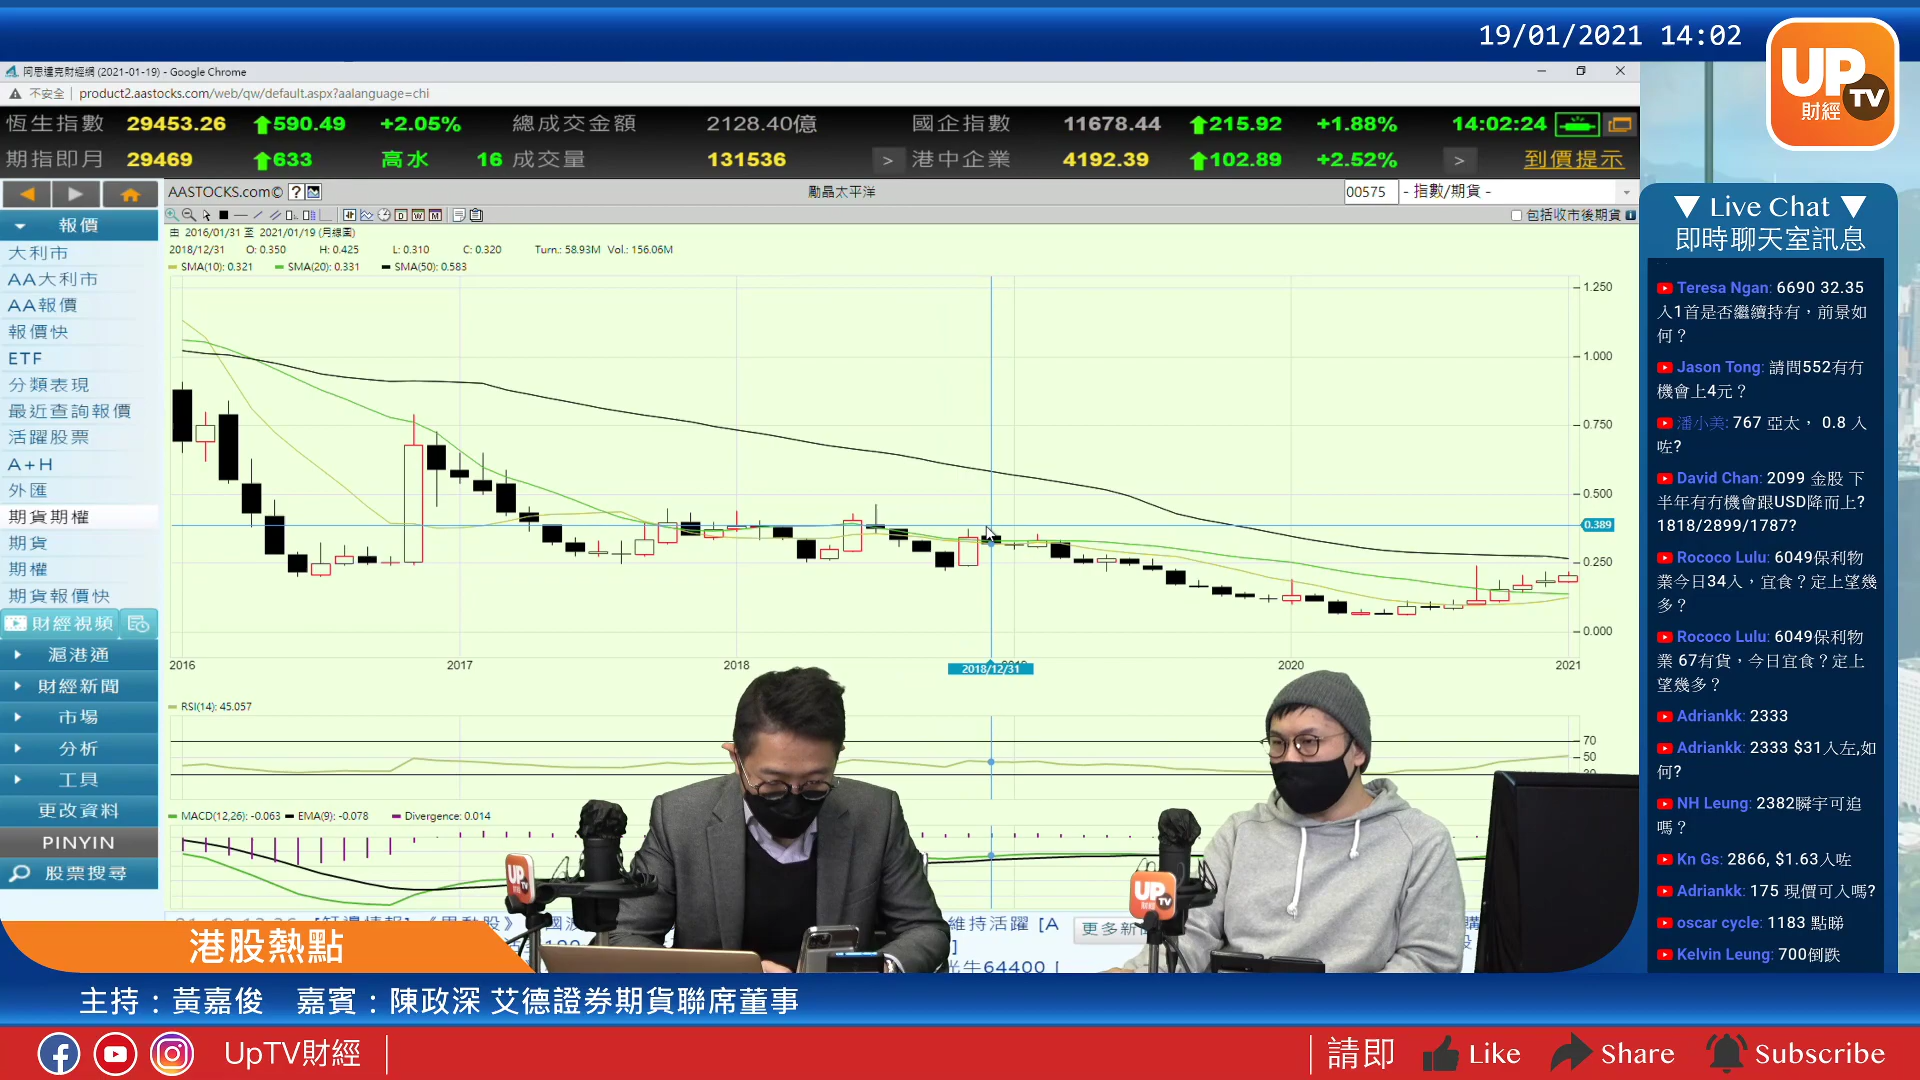 19/01/2021 14:02
UP
TV
財經
阿思達克財經網 (2021-01-19) - Google Chrome
不安全 | product2.aastocks.com/web/qw/default.aspx?aalanguage=chi
恆生指數 29453.26 590.49 +2.05% 總成交金額 2128.40億 國企指數 11678.44 215.92 +1.88% 14:02:24
期指即月 29469 633 高水 16 成交量 131536 > 港中企業 4192.39 102.89 +2.52% > 到價提示
AASTOCKS.com© ? 勵晶太平洋 00575 - 指數/期貨 -
包括收市後期貨
報價
大利市
AA大利市
AA報價
報價快
ETF
分類表現
最近查詢報價
活躍股票
A+H
外匯
期貨期權
期貨
期權
期貨報價快
財經視頻
滬港通
財經新聞
市場
分析
工具
更改資料
PINYIN
股票搜尋
由 2016/01/31 至 2021/01/19 (月線圖)
2018/12/31 O: 0.350 H: 0.425 L: 0.310 C: 0.320 Turn.: 58.93M Vol.: 156.06M
SMA(10): 0.321 SMA(20): 0.331 SMA(50): 0.583
1.250
1.000
0.750
0.500
0.389
0.250
0.000
2016 2017 2018 2018/12/31 2020 2021
RSI(14): 45.057
70
50
MACD(12,26): -0.063 EMA(9): -0.078 Divergence: 0.014
維持活躍 [A
更多新
光牛64400 [
UP
TV
UP
TV
▼ Live Chat ▼
即時聊天室訊息
Teresa Ngan: 6690 32.35
入1首是否繼續持有，前景如
何？
Jason Tong: 請問552有冇
機會上4元？
潘小美: 767 亞太， 0.8 入
咗?
David Chan: 2099 金股 下
半年有冇機會跟USD降而上?
1818/2899/1787?
Rococo Lulu: 6049保利物
業今日34入，宜食？定上望幾
多？
Rococo Lulu: 6049保利物
業 67有貨，今日宜食？定上
望幾多？
Adriankk: 2333
Adriankk: 2333 $31入左,如
何?
NH Leung: 2382瞬宇可追
嗎？
Kn Gs: 2866, $1.63入咗
Adriankk: 175 現價可入嗎?
oscar cycle: 1183 點睇
Kelvin Leung: 700倒跌
港股熱點
主持：黃嘉俊 嘉賓：陳政深 艾德證券期貨聯席董事
UpTV財經
請即 Like Share Subscribe